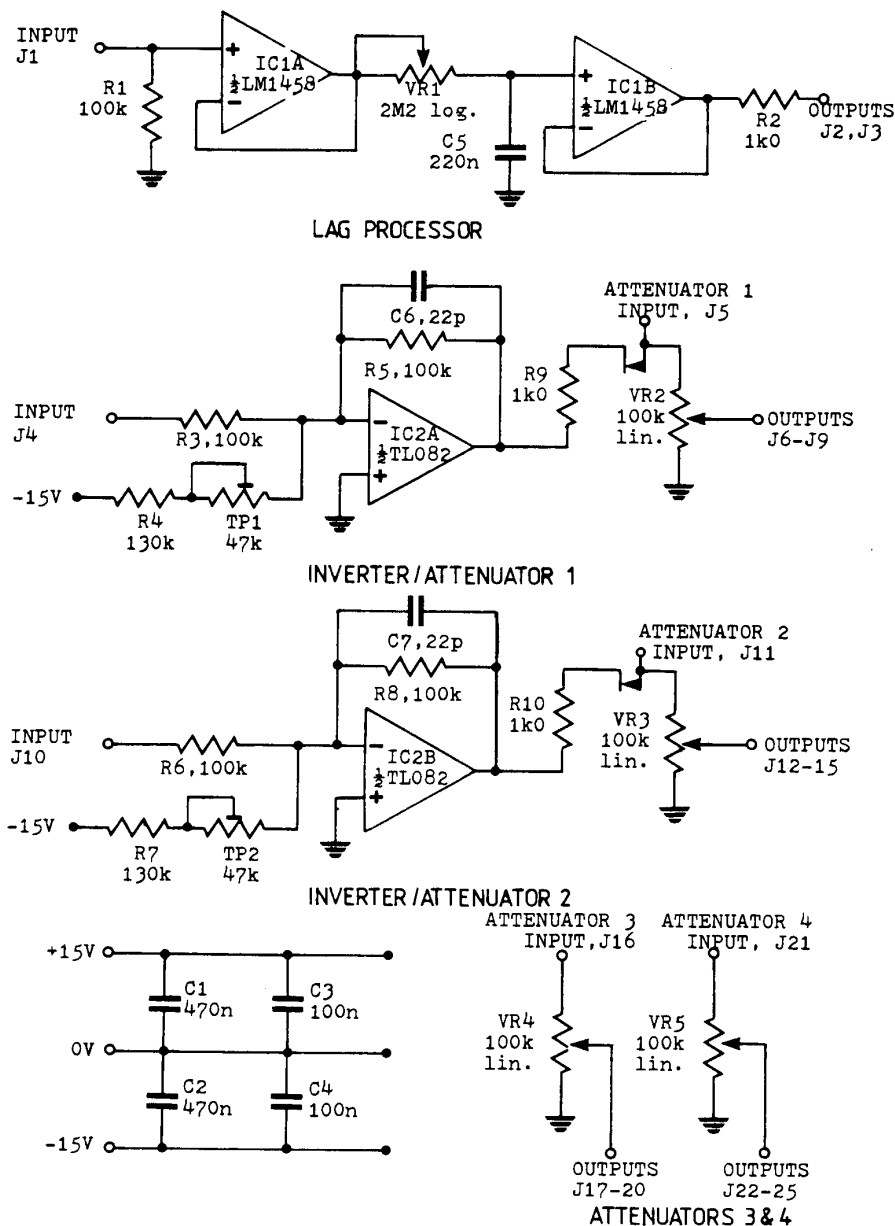 INPUT
J1
R1
100k
+
-
IC1A
½LM1458
VR1
2M2 log.
C5
220n
+
-
IC1B
½LM1458
R2
1k0
OUTPUTS
J2,J3
LAG PROCESSOR
C6,22p
R5,100k
ATTENUATOR 1
INPUT, J5
R9
1k0
VR2
100k
lin.
INPUT
J4
R3,100k
-
IC2A
½TL082
+
OUTPUTS
J6-J9
-15V
R4
130k
TP1
47k
INVERTER/ATTENUATOR 1
C7,22p
R8,100k
ATTENUATOR 2
INPUT, J11
R10
1k0
VR3
100k
lin.
INPUT
J10
R6,100k
-
IC2B
½TL082
+
OUTPUTS
J12-15
-15V
R7
130k
TP2
47k
INVERTER/ATTENUATOR 2
+15V
C1
470n
C3
100n
0V
C2
470n
C4
100n
-15V
ATTENUATOR 3
INPUT,J16
ATTENUATOR 4
INPUT, J21
VR4
100k
lin.
VR5
100k
lin.
OUTPUTS
J17-20
OUTPUTS
J22-25
ATTENUATORS 3&4